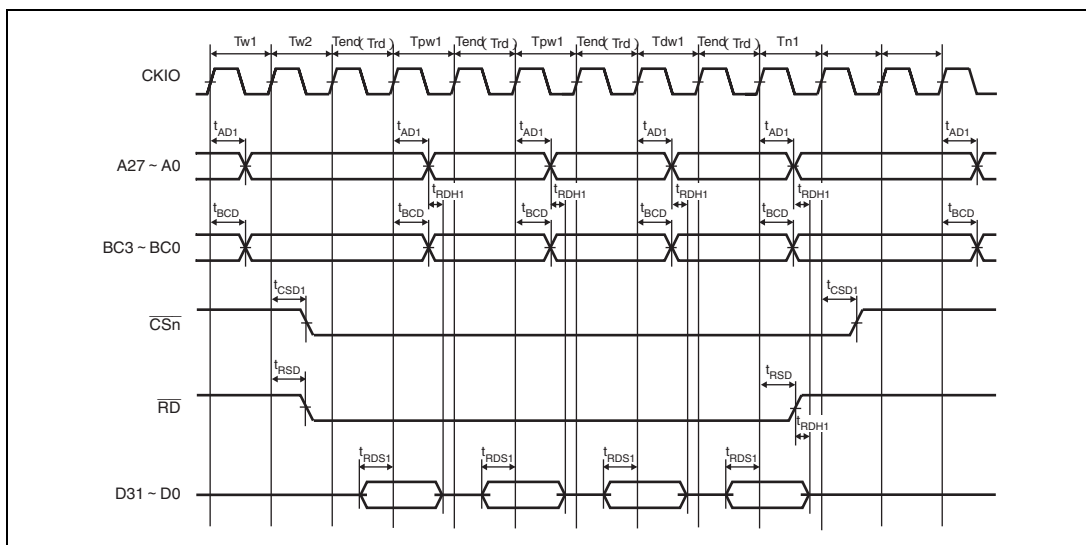 Tw1 Tw2 Tend(Trd) Tpw1 Tend(Trd) Tpw1 Tend(Trd) Tdw1 Tend(Trd) Tn1
CKIO
tAD1 tAD1 tAD1 tAD1 tAD1 tAD1
A27 ~ A0
tRDH1 tRDH1 tRDH1 tRDH1
tBCD tBCD tBCD tBCD tBCD tBCD
BC3 ~ BC0
tCSD1 tCSD1
CSn
tRSD tRSD
RD
tRDH1
tRDS1 tRDS1 tRDS1 tRDS1
D31 ~ D0